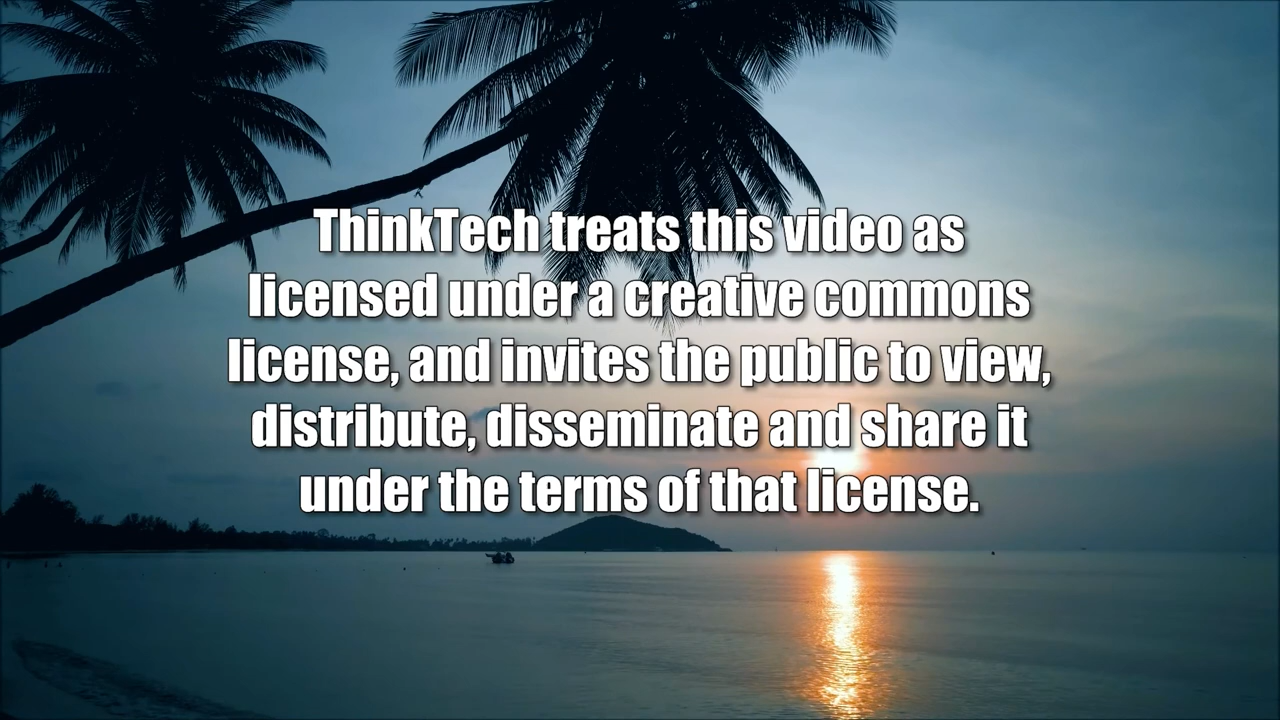 ThinkTech treats this video as
licensed under a creative commons
license, and invites the public to view,
distribute, disseminate and share it
under the terms of that license.